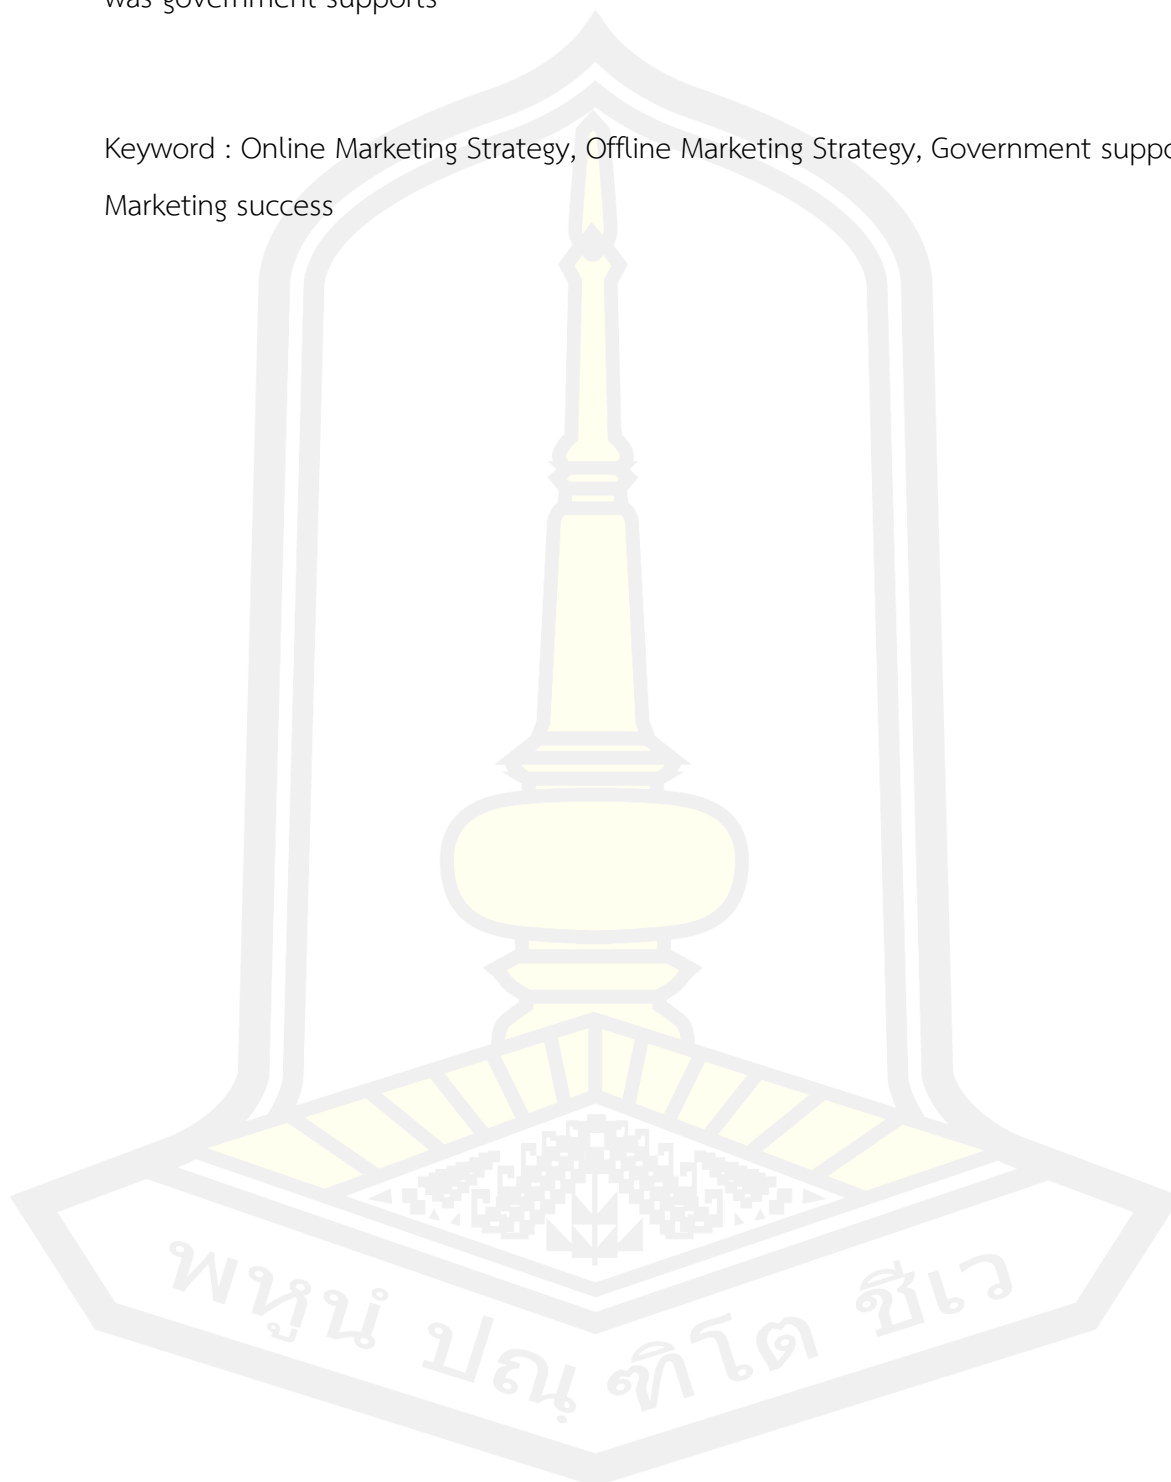 was government supports
Keyword : Online Marketing Strategy, Offline Marketing Strategy, Government
Marketing success
พหูนํ ปณฺฑิโต ชีเว